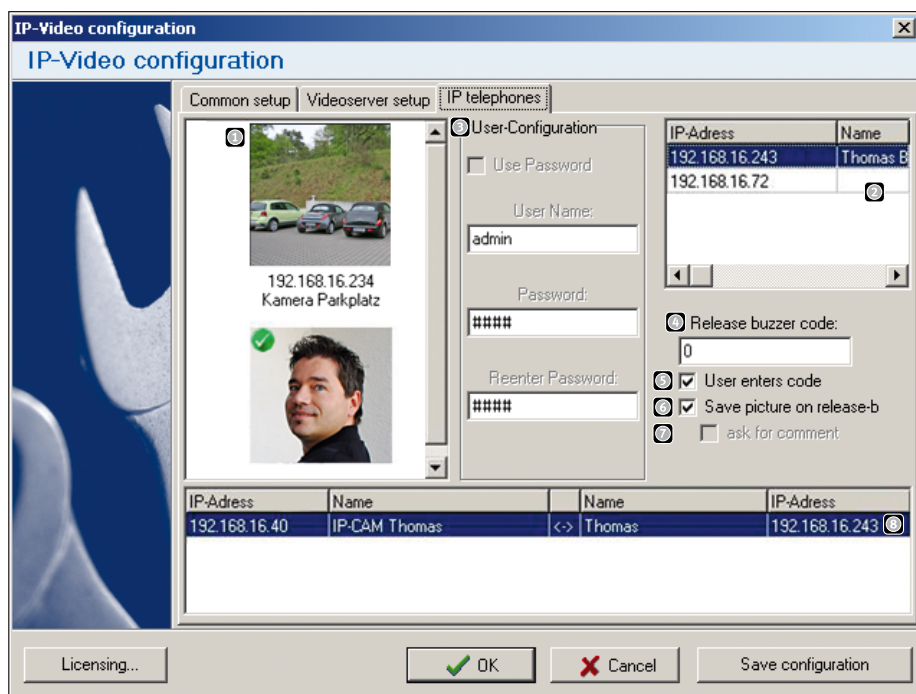 IP-Video configuration
IP-Video configuration
Common setup
Videoserver setup
IP telephones
1
192.168.16.234
Kamera Parkplatz
3
User-Configuration
Use Password
User Name:
admin
Password:
####
Reenter Password:
####
IP-Adress Name
192.168.16.243 Thomas B
192.168.16.72
2
4 Release buzzer code:
0
5 User enters code
6 Save picture on release-b
7 ask for comment
IP-Adress Name Name IP-Adress
192.168.16.40 IP-CAM Thomas <-> Thomas 192.168.16.243 8
Licensing...
OK
Cancel
Save configuration